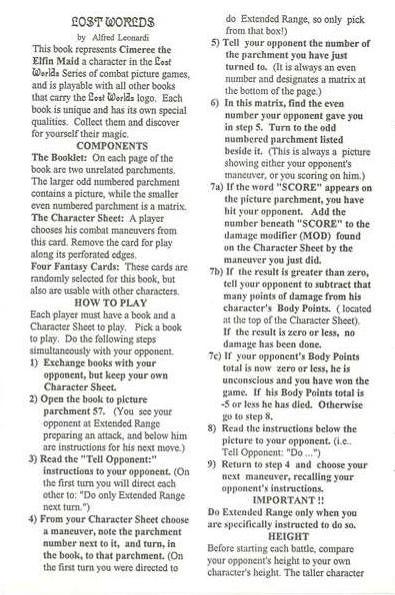 LOST WORLDS
by Alfred Leonardi
This book represents Cimeree the
Elfin Maid a character in the Lost
Worlds Series of combat picture games,
and is playable with all other books
that carry the Lost Worlds logo. Each
book is unique and has its own special
qualities. Collect them and discover
for yourself their magic.
COMPONENTS
The Booklet: On each page of the
book are two unrelated parchments.
The larger odd numbered parchment
contains a picture, while the smaller
even numbered parchment is a matrix.
The Character Sheet: A player
chooses his combat maneuvers from
this card. Remove the card for play
along its perforated edges.
Four Fantasy Cards: These cards are
randomly selected for this book, but
also are usable with other characters.
HOW TO PLAY
Each player must have a book and a
Character Sheet to play. Pick a book
to play. Do the following steps
simultaneously with your opponent.
1) Exchange books with your
opponent, but keep your own
Character Sheet.
2) Open the book to picture
parchment 57. (You see your
opponent at Extended Range
preparing an attack, and below him
are instructions for his next move.)
3) Read the "Tell Opponent:"
instructions to your opponent. (On
the first turn you will direct each
other to: "Do only Extended Range
next turn.")
4) From your Character Sheet choose
a maneuver, note the parchment
number next to it, and turn, in
the book, to that parchment. (On
the first turn you were directed to
do Extended Range, so only pick
from that box!)
5) Tell your opponent the number of
the parchment you have just
turned to. (It is always an even
number and designates a matrix at
the bottom of the page.)
6) In this matrix, find the even
number your opponent gave you
in step 5. Turn to the odd
numbered parchment listed
beside it. (This is always a picture
showing either your opponent's
maneuver, or you scoring on him.)
7a) If the word "SCORE" appears on
the picture parchment, you have
hit your opponent. Add the
number beneath "SCORE" to the
damage modifier (MOD) found
on the Character Sheet by the
maneuver you just did.
7b) If the result is greater than zero,
tell your opponent to subtract that
many points of damage from his
character's Body Points. ( located
at the top of the Character Sheet).
If the result is zero or less, no
damage has been done.
7c) If your opponent's Body Points
total is now zero or less, he is
unconscious and you have won the
game. If his Body Points total is
-5 or less he has died. Otherwise
go to step 8.
8) Read the instructions below the
picture to your opponent. (i.e..
Tell Opponent: "Do ...")
9) Return to step 4 and choose your
next maneuver, recalling your
opponent's instructions.
IMPORTANT !!
Do Extended Range only when you
are specifically instructed to do so.
HEIGHT
Before starting each battle, compare
your opponent's height to your own
character's height. The taller character